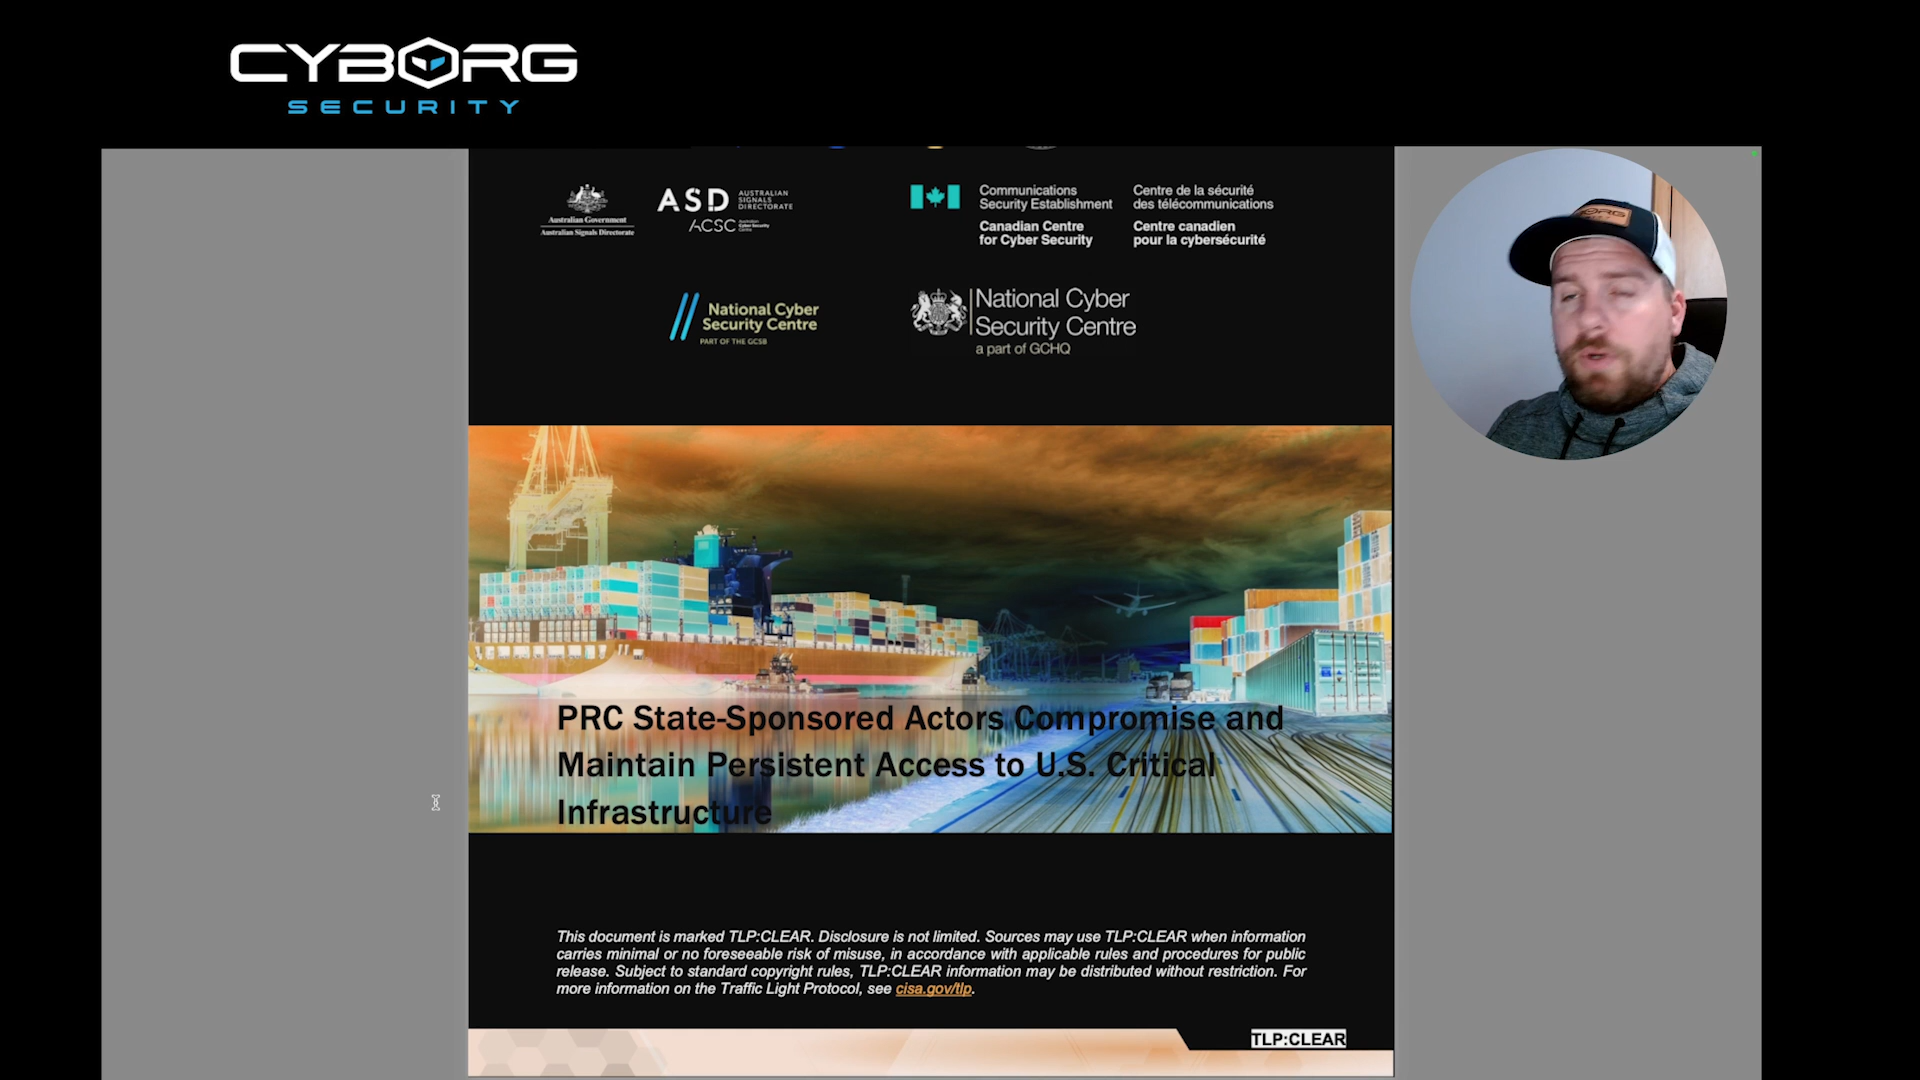 CYBORG
SECURITY
Australian Government
Australian Signals Directorate
ASD
AUSTRALIAN
SIGNALS
DIRECTORATE
ACSC
Communications
Security Establishment
Canadian Centre
for Cyber Security
Centre de la sécurité
des télécommunications
Centre canadien
pour la cybersécurité
National Cyber
Security Centre
PART OF THE GCSB
National Cyber
Security Centre
a part of GCHQ
PRC State-Sponsored Actors Compromise and
Maintain Persistent Access to U.S. Critical
Infrastructure
This document is marked TLP:CLEAR. Disclosure is not limited. Sources may use TLP:CLEAR when information
carries minimal or no foreseeable risk of misuse, in accordance with applicable rules and procedures for public
release. Subject to standard copyright rules, TLP:CLEAR information may be distributed without restriction. For
more information on the Traffic Light Protocol, see cisa.gov/tlp.
TLP:CLEAR